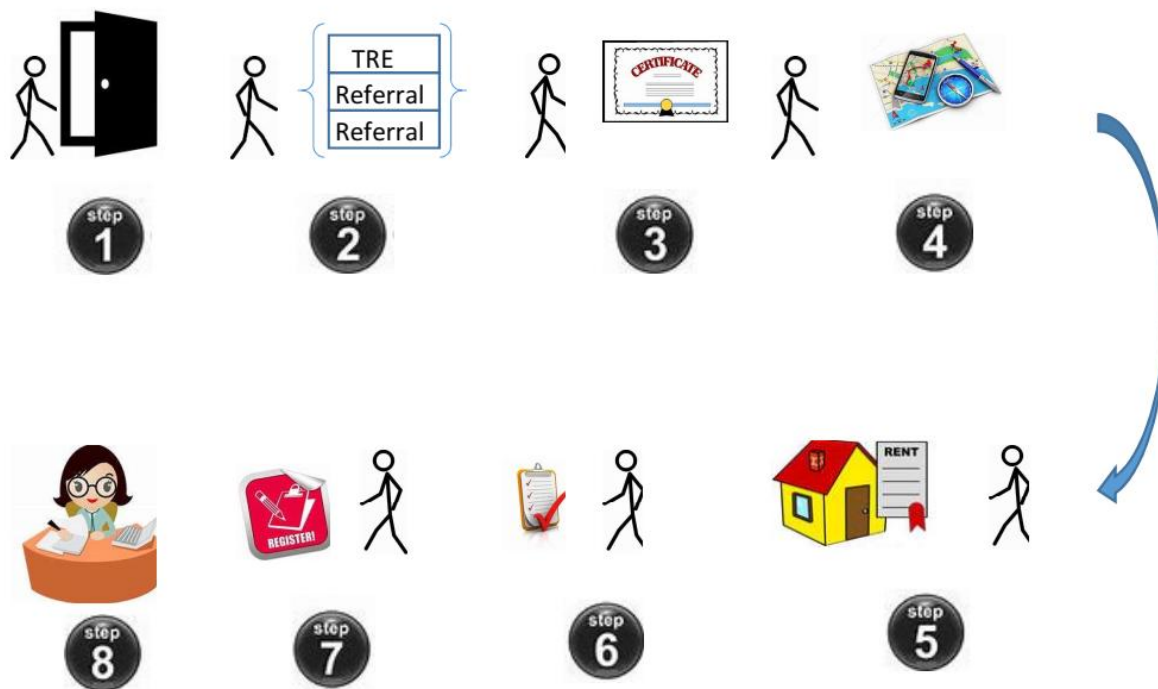 TRE
Referral
Referral
CERTIFICATE
step
1
step
2
step
3
step
4
RENT
REGISTER!
step
8
step
7
step
6
step
5